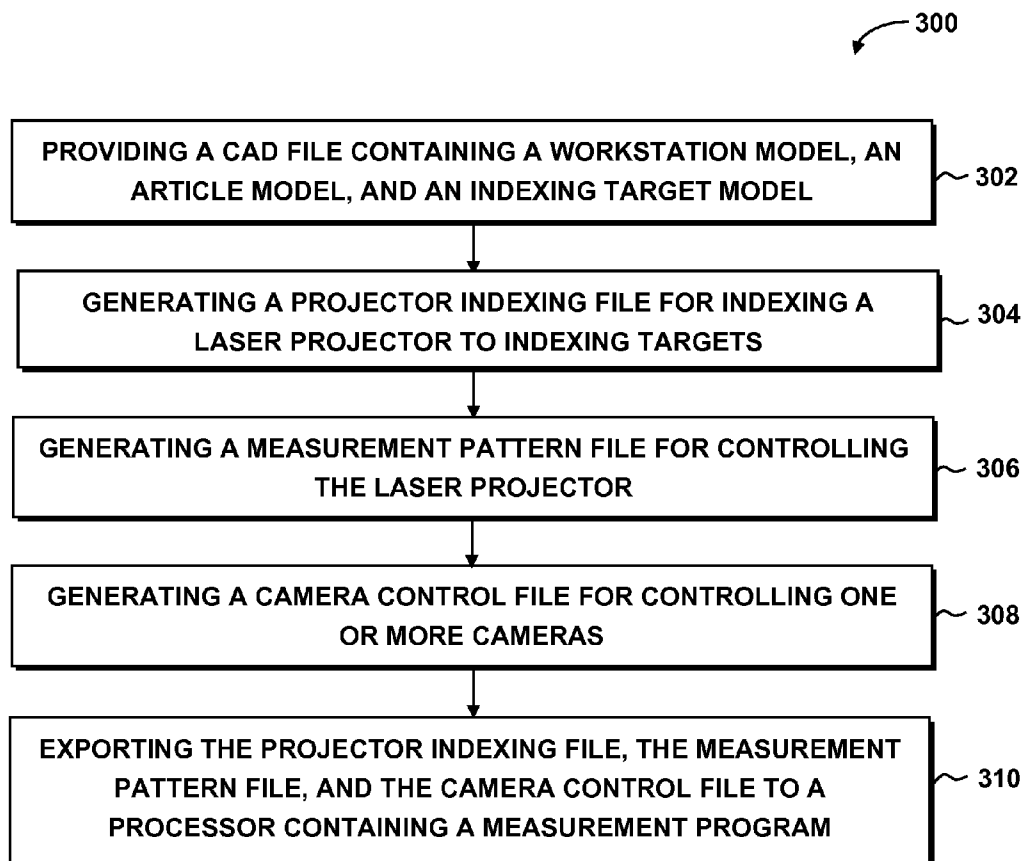 300
PROVIDING A CAD FILE CONTAINING A WORKSTATION MODEL, AN
ARTICLE MODEL, AND AN INDEXING TARGET MODEL
302
GENERATING A PROJECTOR INDEXING FILE FOR INDEXING A
LASER PROJECTOR TO INDEXING TARGETS
304
GENERATING A MEASUREMENT PATTERN FILE FOR CONTROLLING
THE LASER PROJECTOR
306
GENERATING A CAMERA CONTROL FILE FOR CONTROLLING ONE
OR MORE CAMERAS
308
EXPORTING THE PROJECTOR INDEXING FILE, THE MEASUREMENT
PATTERN FILE, AND THE CAMERA CONTROL FILE TO A
PROCESSOR CONTAINING A MEASUREMENT PROGRAM
310